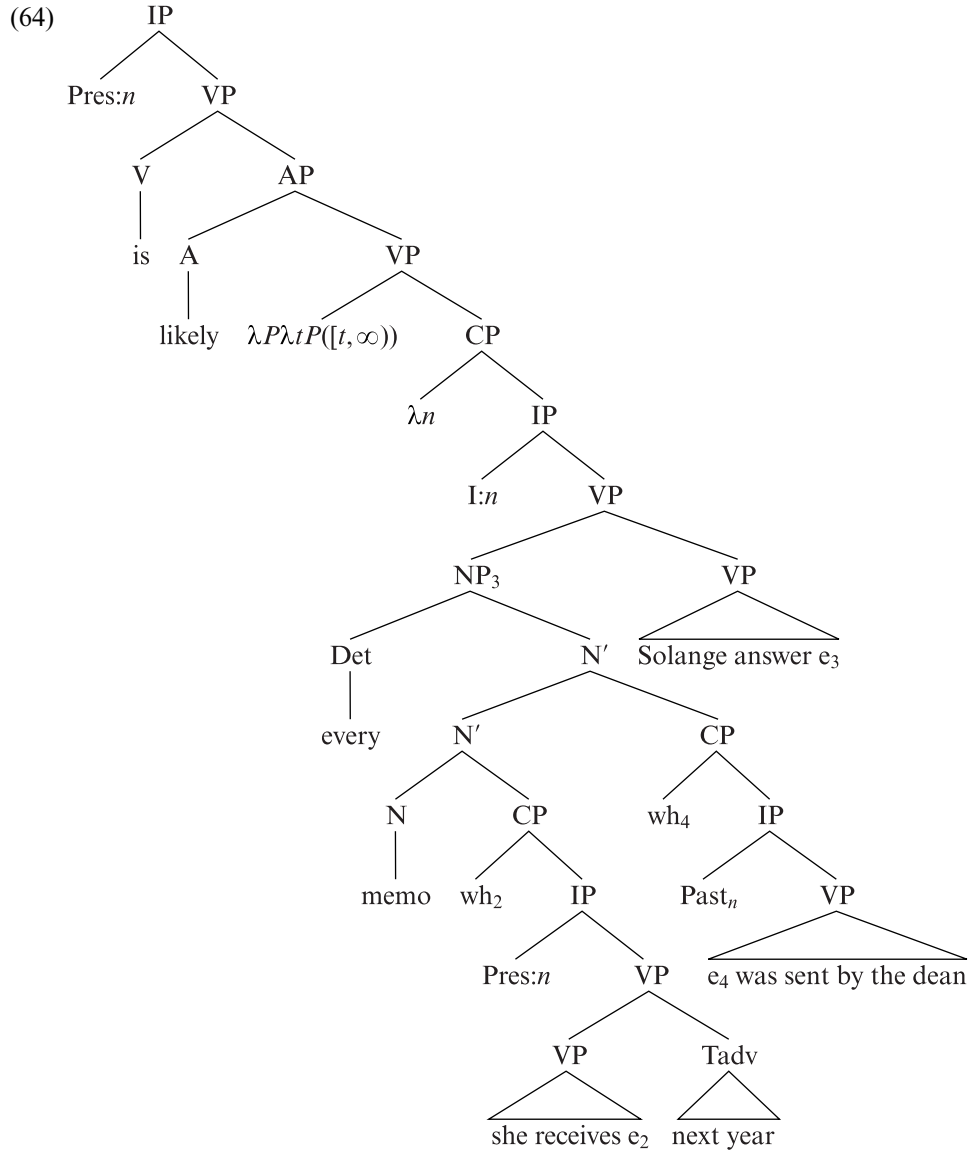 (64) IP
Pres:n VP
V AP
is A VP
likely λPλtP([t,∞)) CP
λn IP
I:n VP
NP₃ VP
Det N′ Solange answer e₃
every N′ CP
N CP wh₄ IP
memo wh₂ IP Pastₙ VP
Pres:n VP e₄ was sent by the dean
VP Tadv
she receives e₂ next year